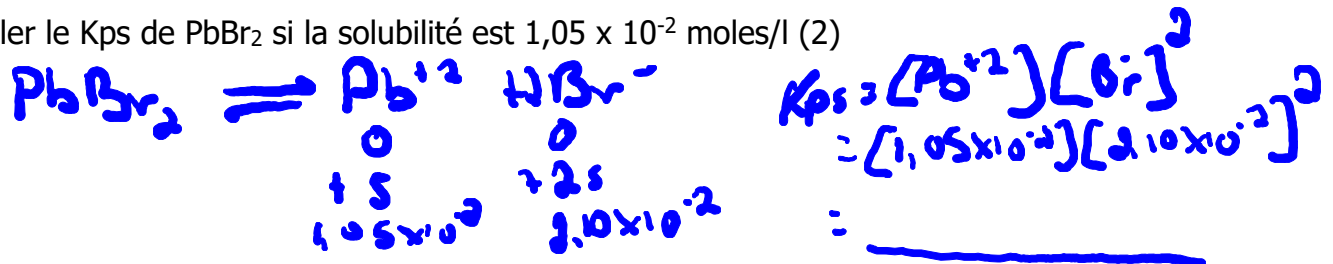 ler le Kps de PbBr₂ si la solubilité est 1,05 x 10⁻² moles/l (2)
PbBr₂ ⇌ Pb⁺² + 2Br⁻
0 0
+ s + 2s
1,05x10⁻² 2,10x10⁻²
Kps = [Pb⁺²][Br]²
= [1,05x10⁻²][2,10x10⁻²]²
=